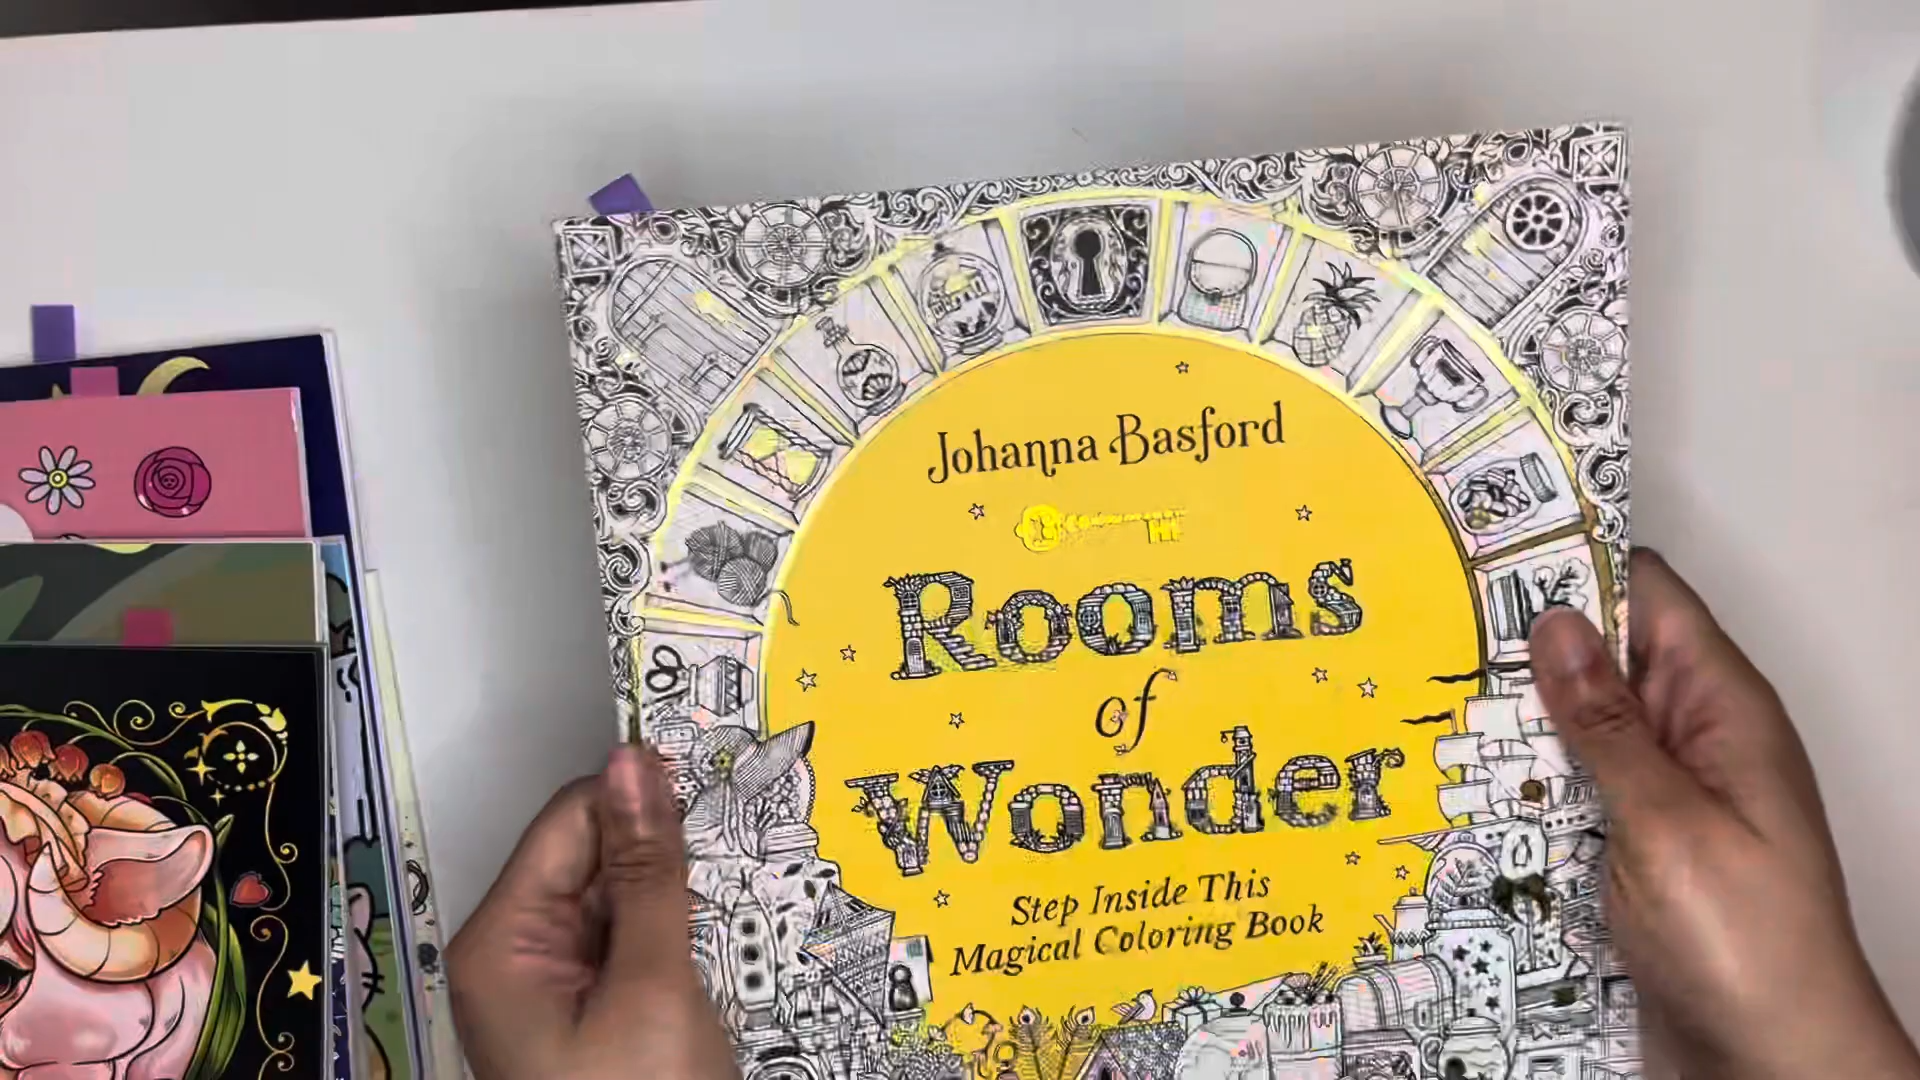 Johanna Basford
Rooms
of
Wonder
Step Inside This
Magical Coloring Book